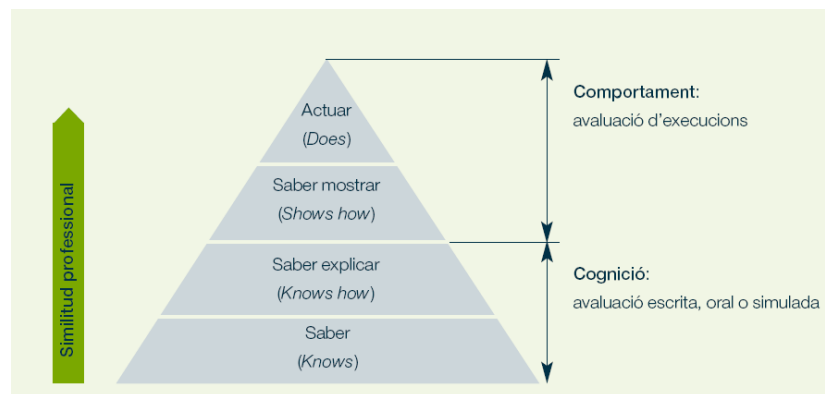 Similitud professional
Actuar
(Does)
Saber mostrar
(Shows how)
Saber explicar
(Knows how)
Saber
(Knows)
Comportament:
avaluació d'execucions
Cognició:
avaluació escrita, oral o simulada